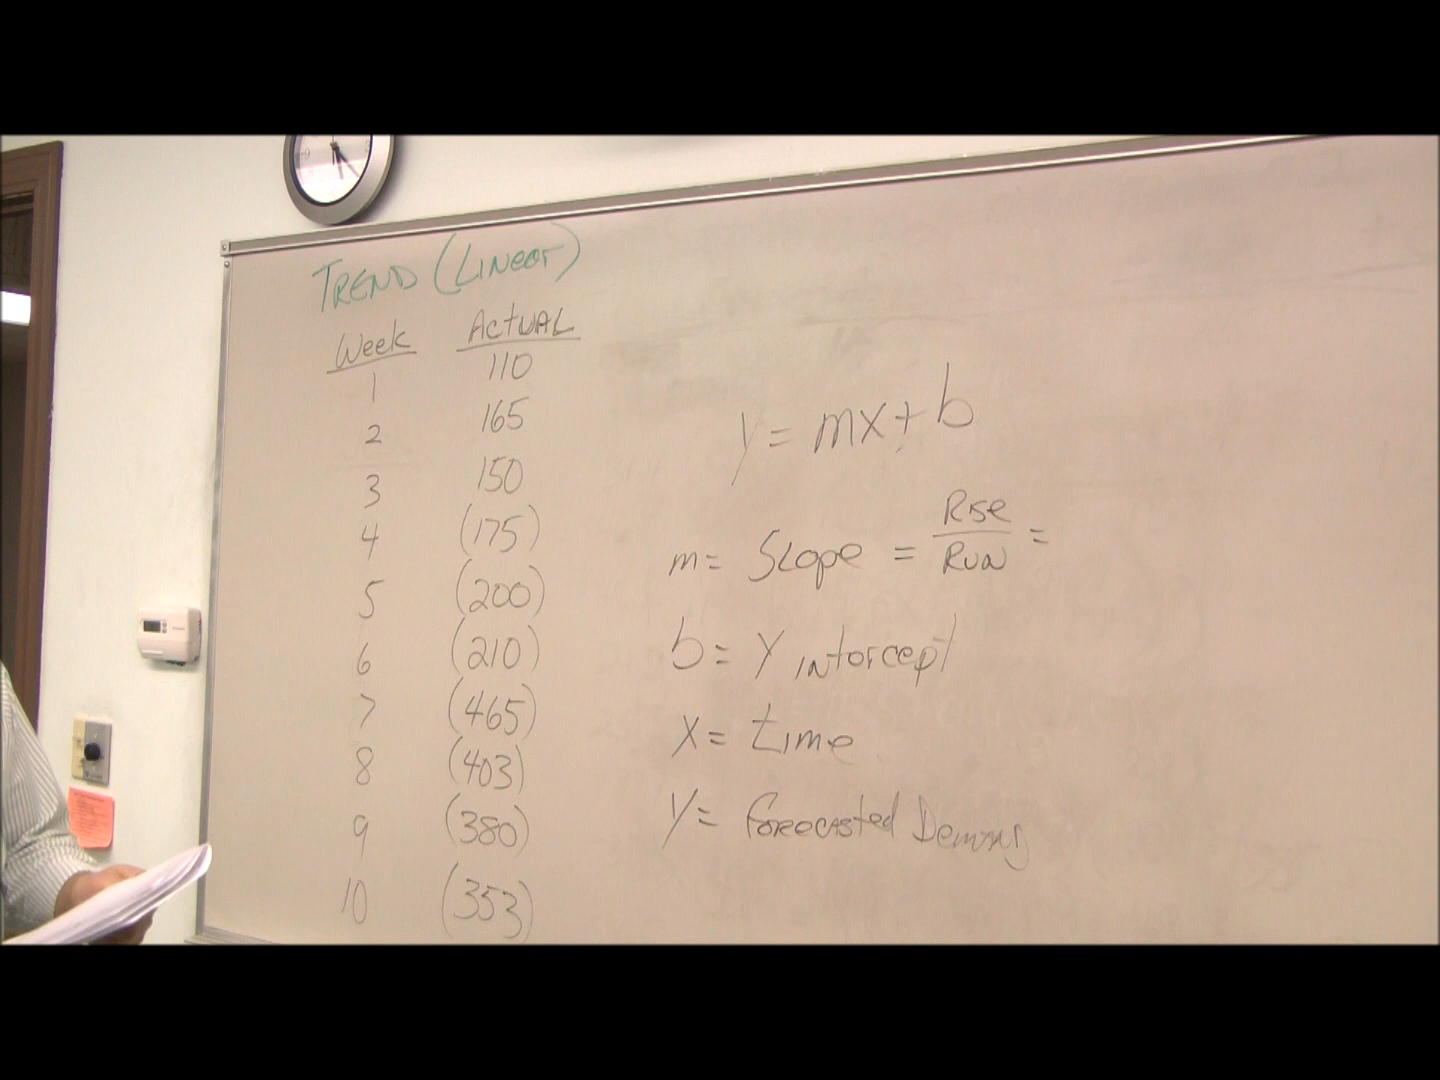 TREND (Linear)
Week Actual
1 110
2 165
3 150
4 (175)
5 (200)
6 (210)
7 (465)
8 (403)
9 (380)
10 (353)
y = mx + b
m = Slope = Rise / Run =
b = y intercept
x = time
y = Forecasted Demand